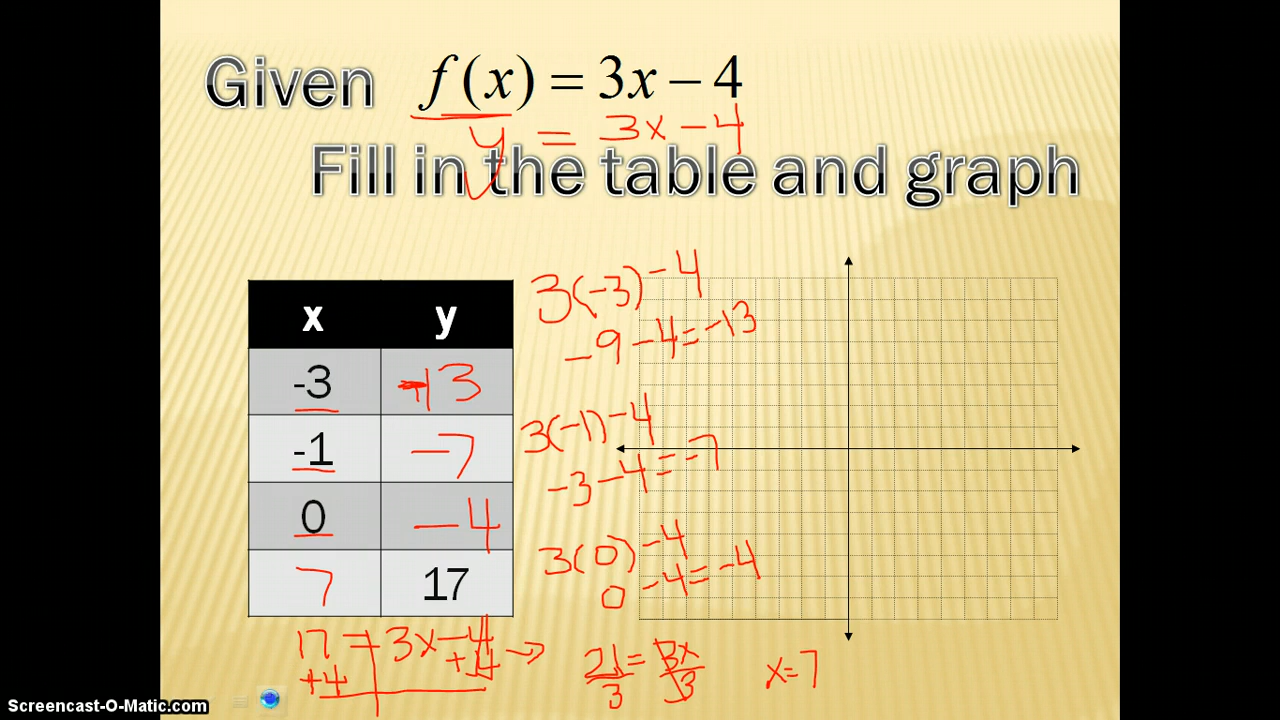 Given f(x) = 3x − 4
y = 3x − 4
Fill in the table and graph
x y
-3 -13
-1 -7
0 -4
7 17
3(-3) - 4
-9 - 4 = -13
3(-1) - 4
-3 - 4 = -7
3(0) - 4
0 - 4 = -4
17 = 3x - 4 →
+4 +4
21/3 = 3x/3
x = 7
Screencast-O-Matic.com